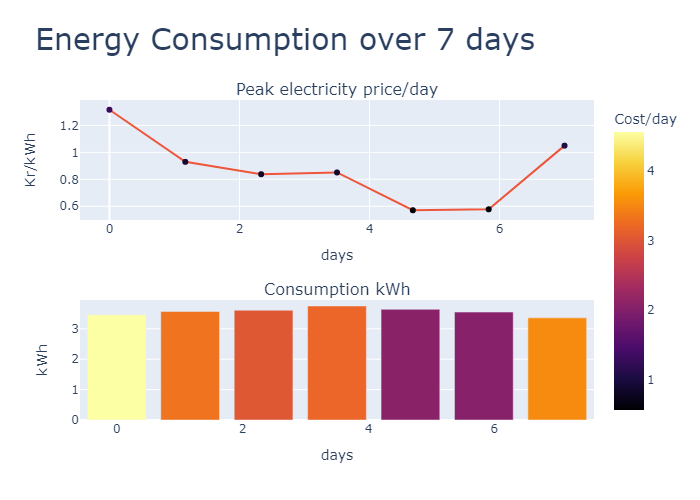 Energy Consumption over 7 days
Peak electricity price/day
Kr/kWh
1.2
1
0.8
0.6
0 2 4 6
days
Cost/day
4
3
2
1
Consumption kWh
kWh
3
2
1
0
0 2 4 6
days